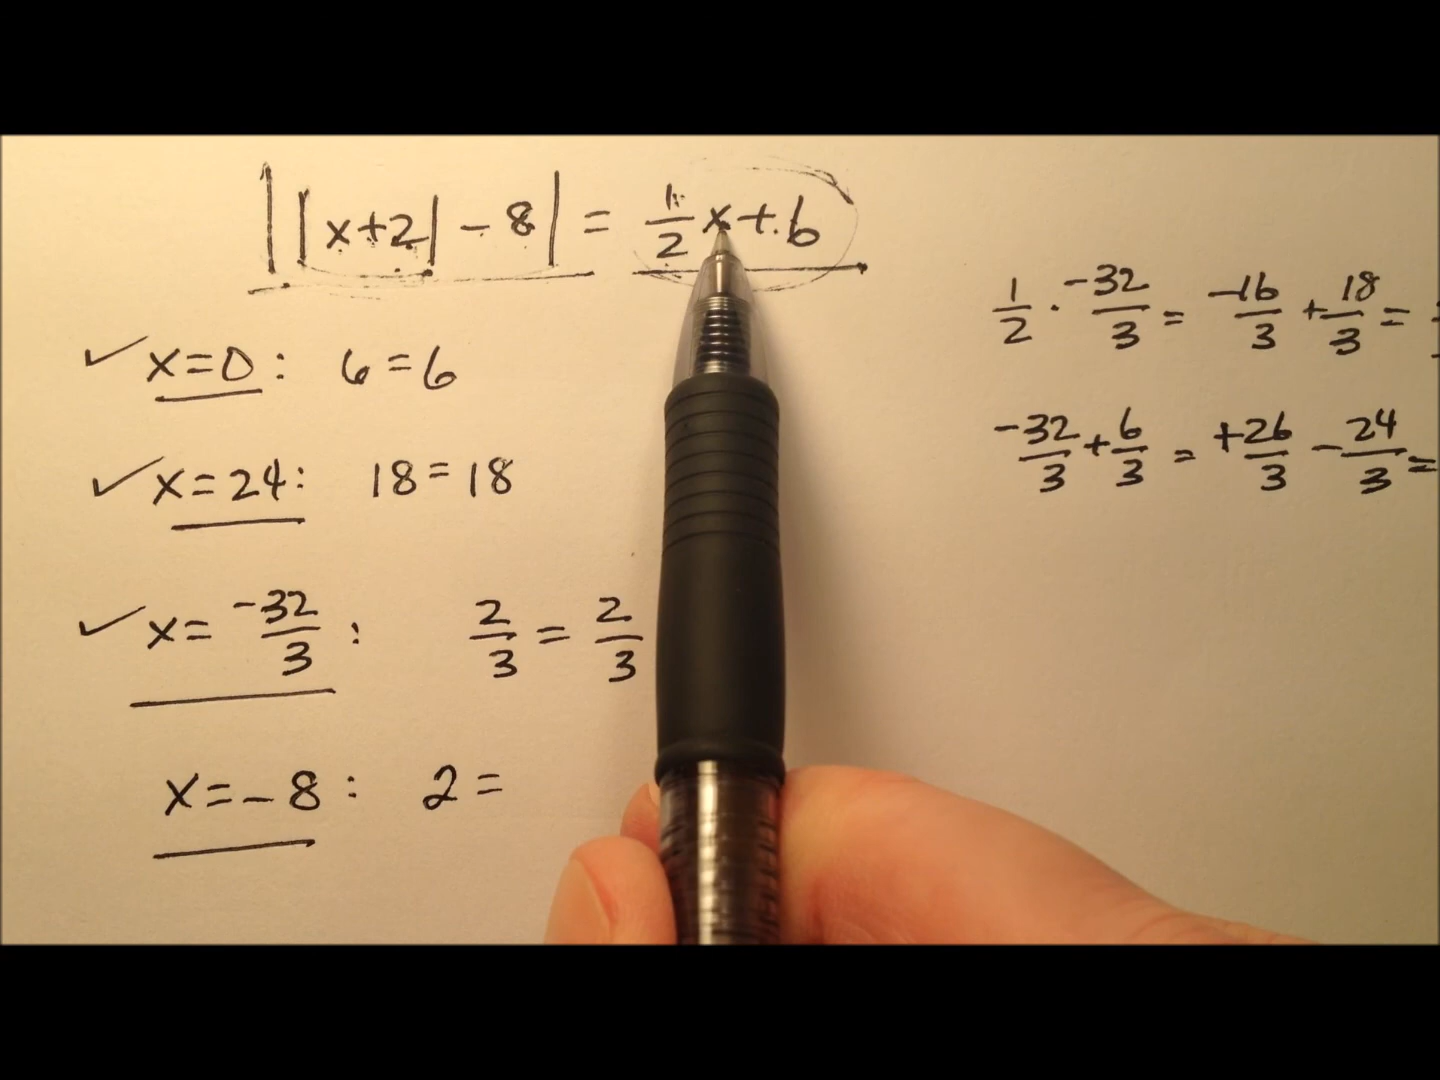 ||x+2|-8| = 1/2 x+6
✓ x=0: 6=6
✓ x=24: 18=18
✓ x= -32/3 : 2/3 = 2/3
x=-8: 2=
1/2 · -32/3 = -16/3 + 18/3 =
-32/3 + 6/3 = +26/3 - 24/3 =